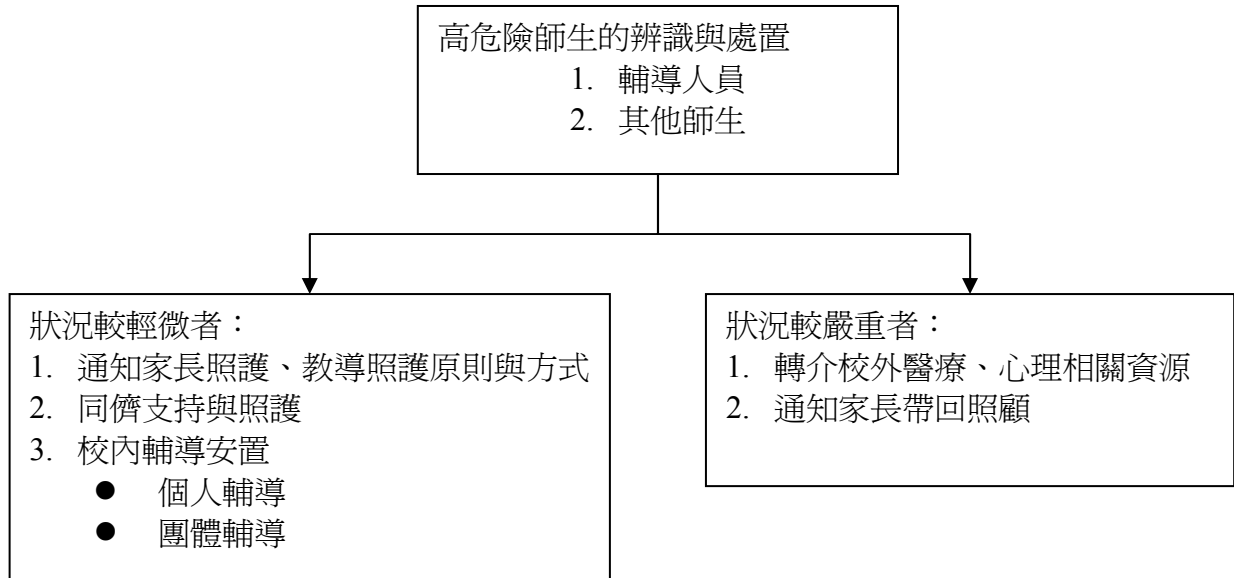 高危險師生的辨識與處置
1. 輔導人員
2. 其他師生
狀况較輕微者：
1. 通知家長照護、教導照護原則與方式
2. 同儕支持與照護
3. 校內輔導安置
● 個人輔導
● 團體輔導
狀况較嚴重者：
1. 轉介校外醫療、心理相關資源
2. 通知家長帶回照顧